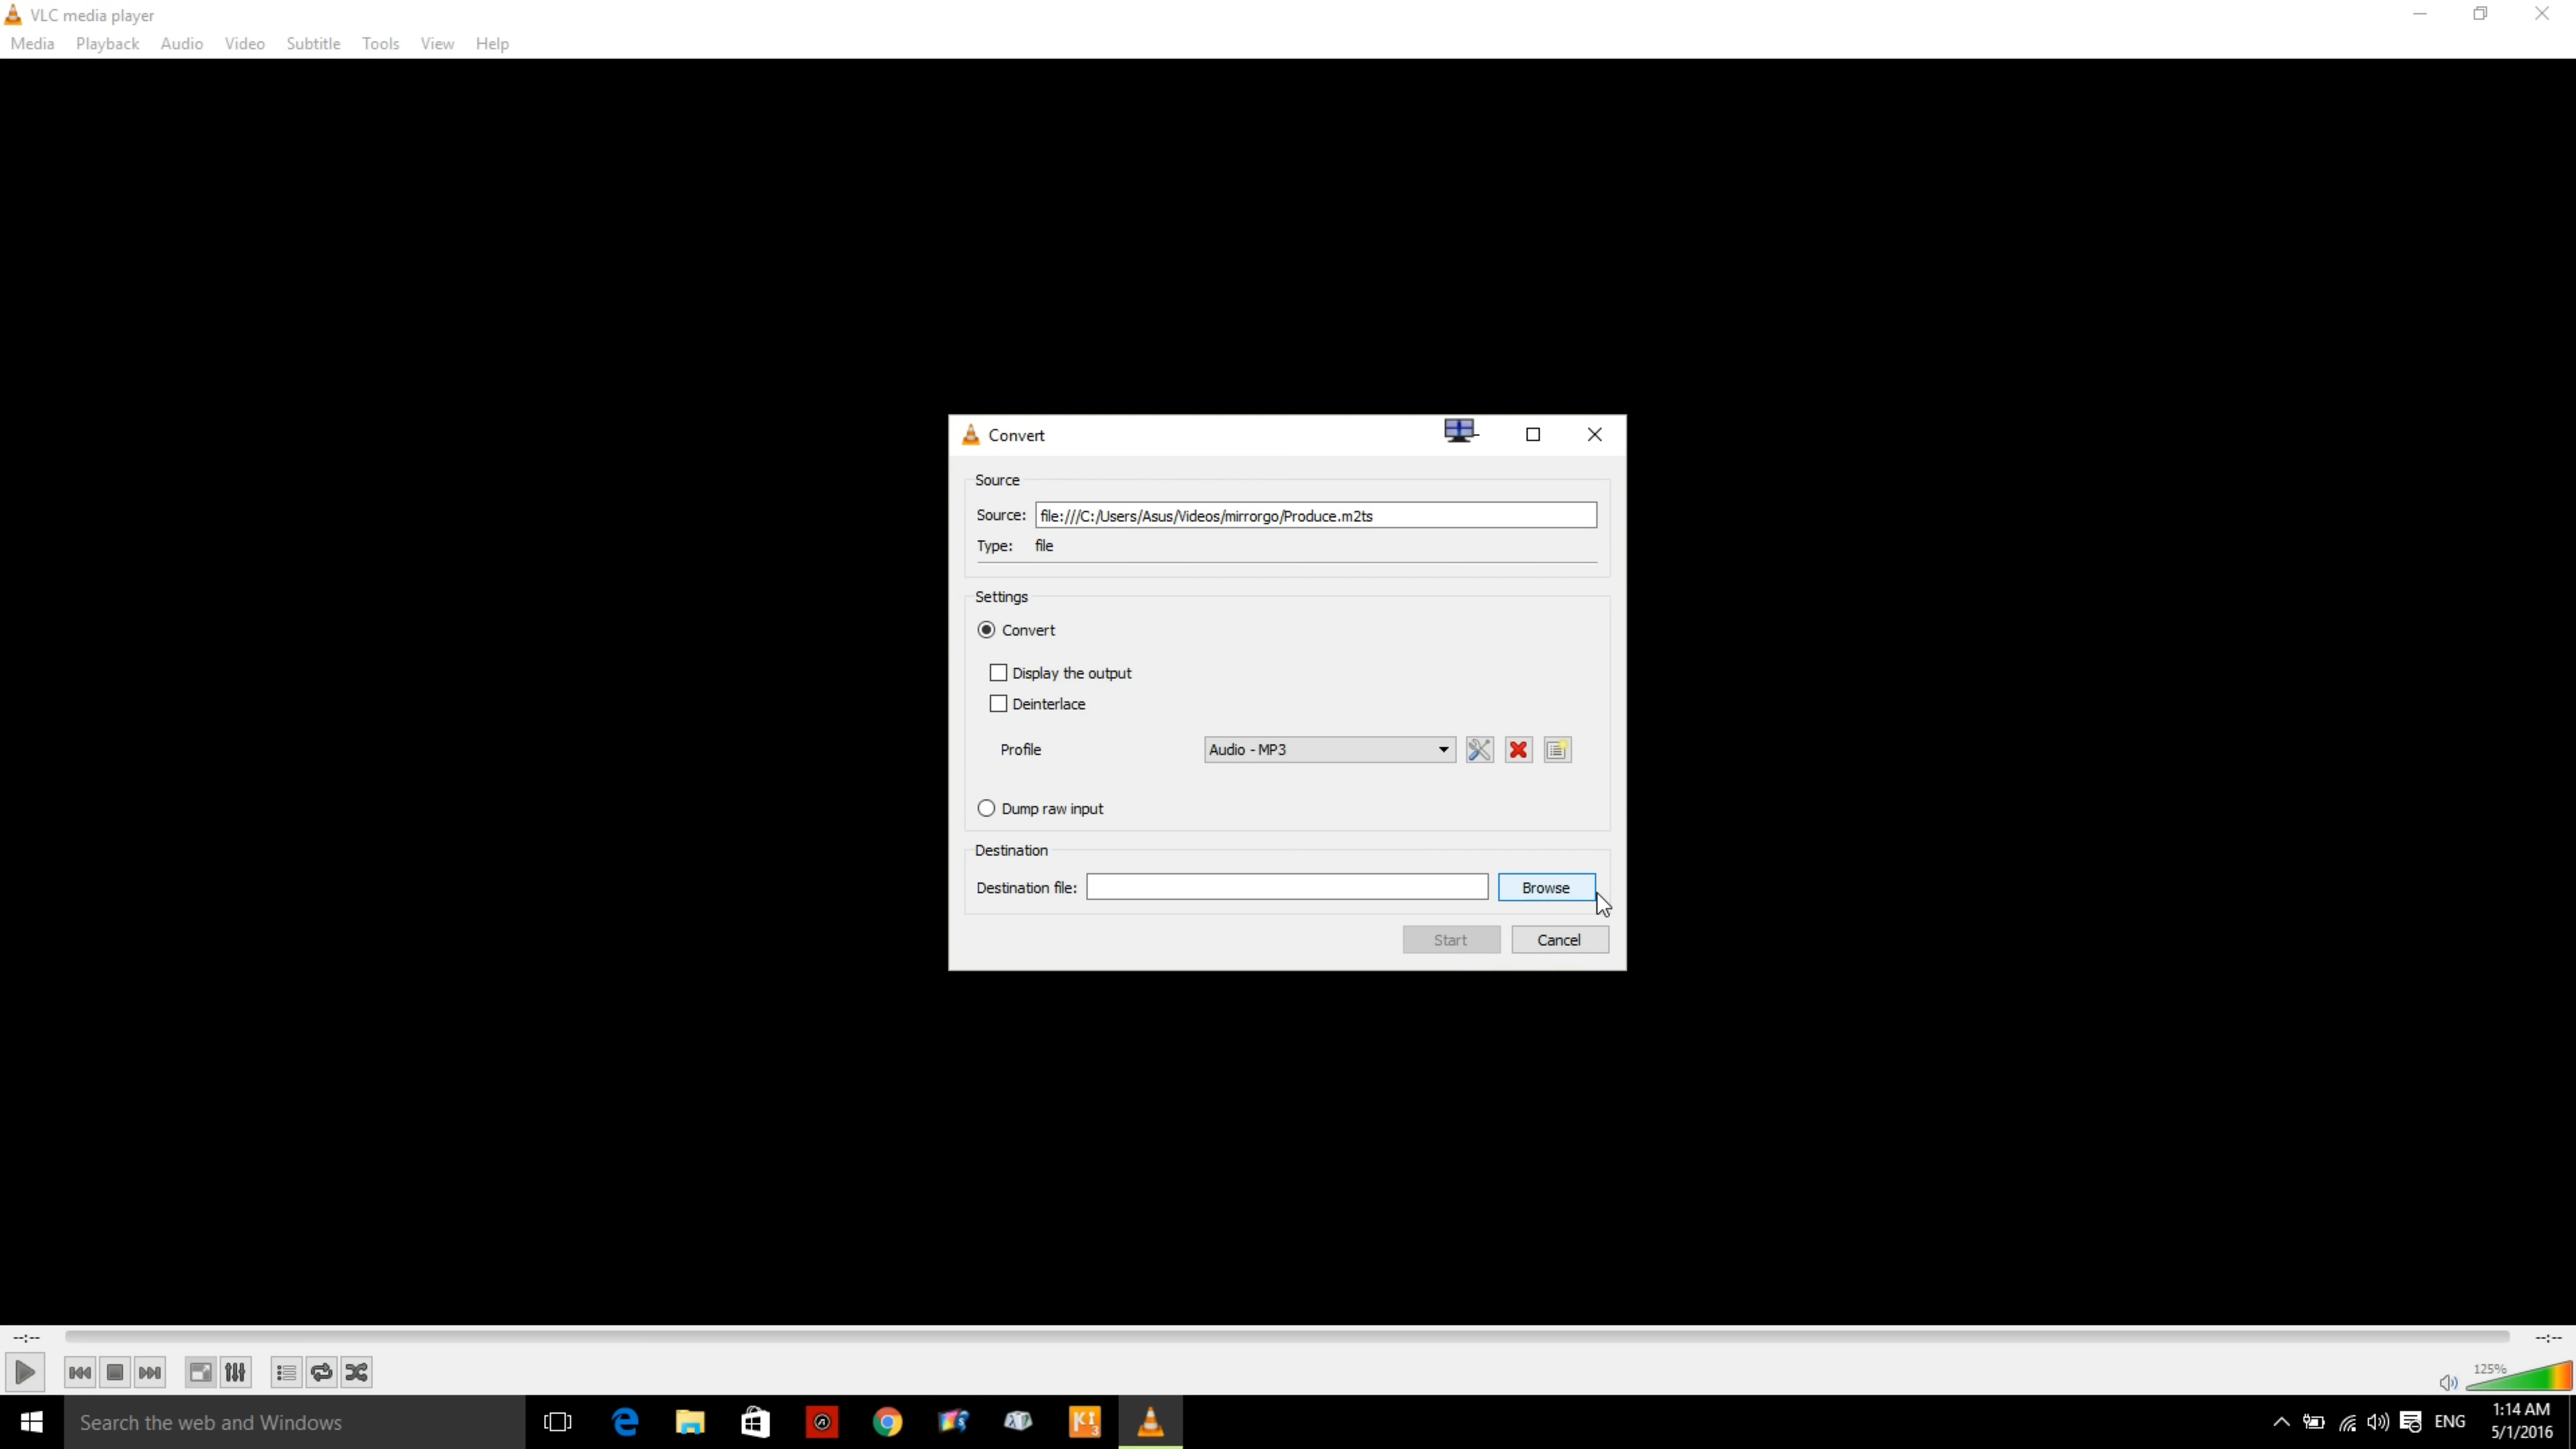 VLC media player
Media Playback Audio Video Subtitle Tools View Help
Convert
Source
Source: file:///C:/Users/Asus/Videos/mirrorgo/Produce.m2ts
Type: file
Settings
Convert
Display the output
Deinterlace
Profile Audio - MP3
Dump raw input
Destination
Destination file: Browse
Start Cancel
--:-- --:--
125%
Search the web and Windows
KI
3
ENG
1:14 AM
5/1/2016